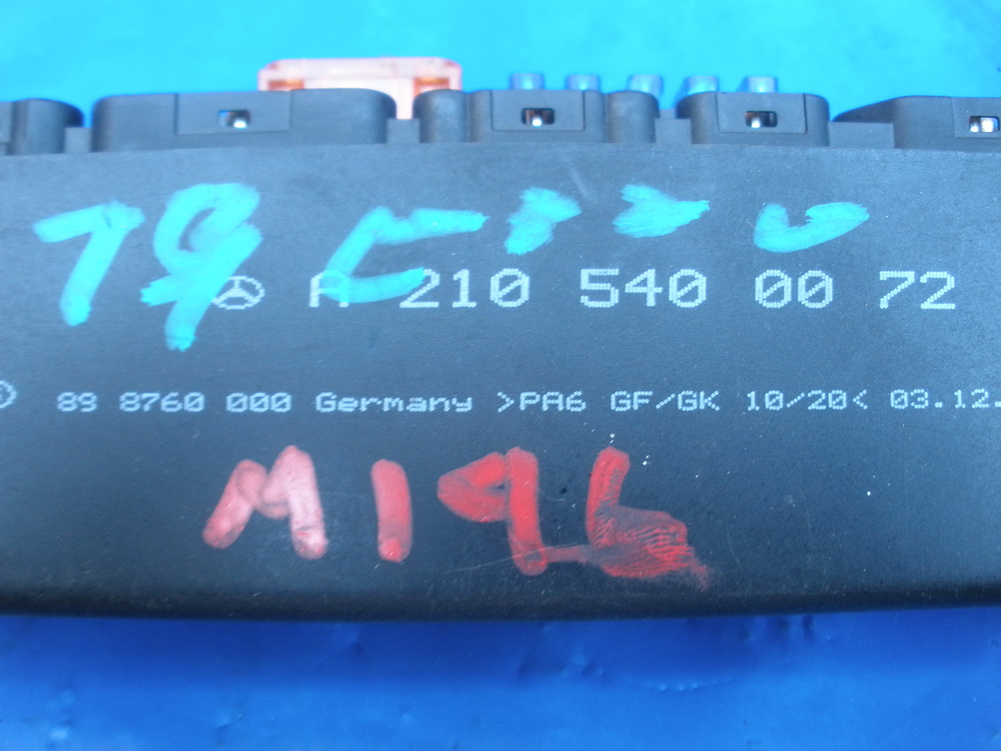 A 210 540 00 72
89 8760 000 Germany >PA6 GF/GK 10/20< 03.12.
M196